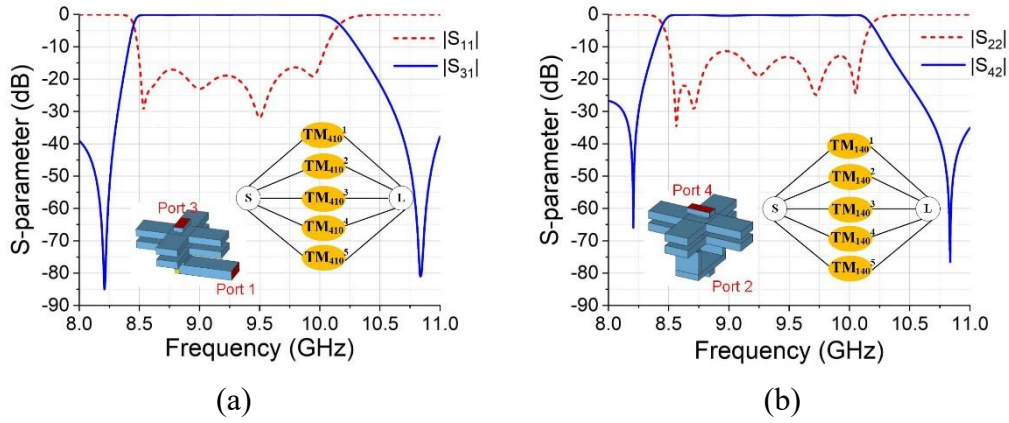 |S11|
|S31|
S-parameter (dB)
0
-10
-20
-30
-40
-50
-60
-70
-80
-90
TM410^1
TM410^2
S TM410^3 L
TM410^4
TM410^5
Port 3
Port 1
8.0 8.5 9.0 9.5 10.0 10.5 11.0
Frequency (GHz)
(a)
|S22|
|S42|
S-parameter (dB)
0
-10
-20
-30
-40
-50
-60
-70
-80
-90
TM140^1
TM140^2
S TM140^3 L
TM140^4
TM140^5
Port 4
Port 2
8.0 8.5 9.0 9.5 10.0 10.5 11.0
Frequency (GHz)
(b)